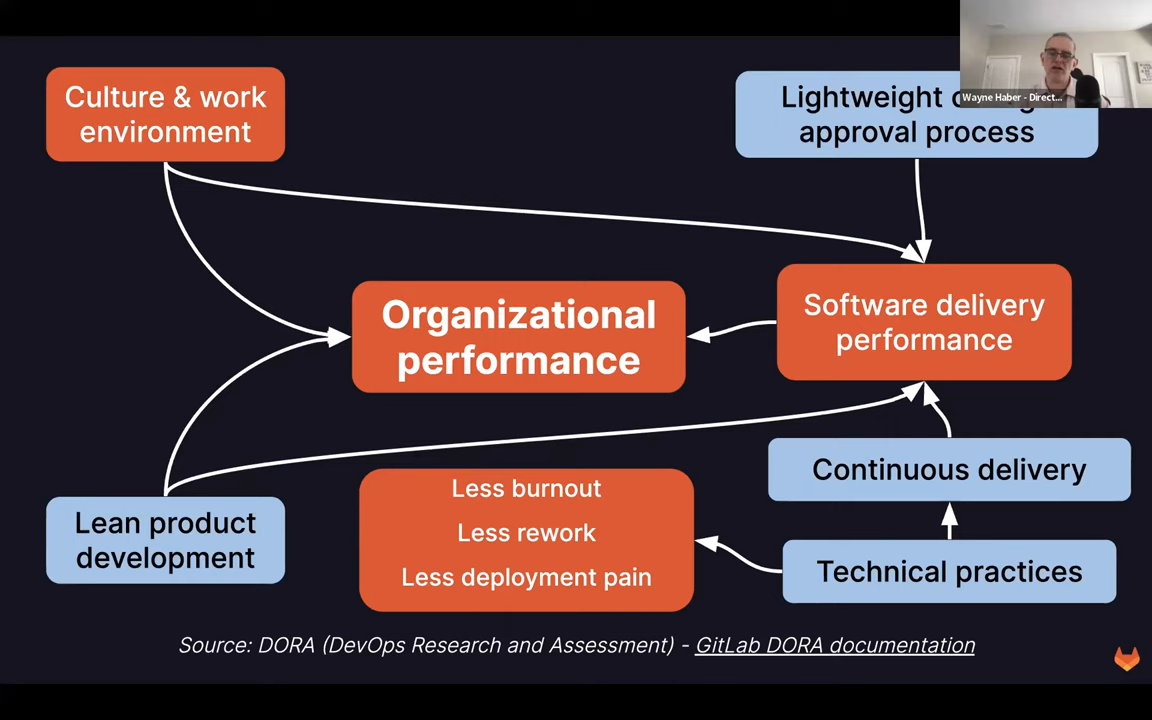 Culture & work
environment
Lightweight
approval process
Wayne Haber - Direct...
Organizational
performance
Software delivery
performance
Continuous delivery
Lean product
development
Less burnout
Less rework
Less deployment pain
Technical practices
Source: DORA (DevOps Research and Assessment) - GitLab DORA documentation